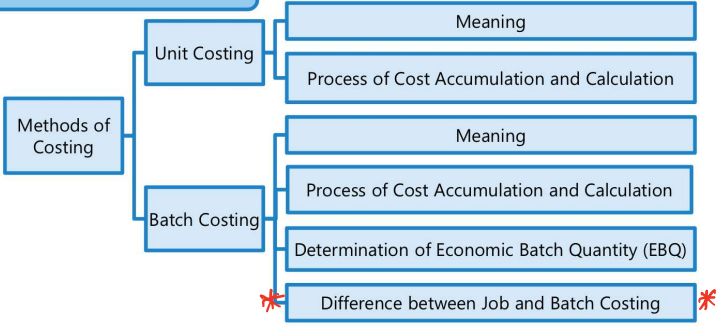 Methods of
Costing
Unit Costing
Meaning
Process of Cost Accumulation and Calculation
Batch Costing
Meaning
Process of Cost Accumulation and Calculation
Determination of Economic Batch Quantity (EBQ)
Difference between Job and Batch Costing